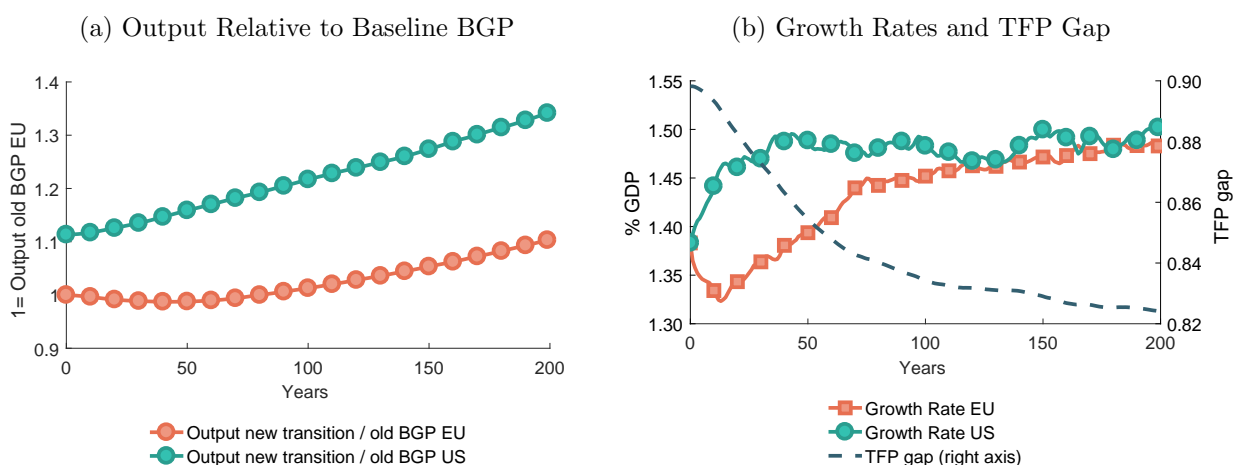 (a) Output Relative to Baseline BGP
1.4
1.3
1.2
1.1
1
0.9
1= Output old BGP EU
0
50
100
150
200
Years
Output new transition / old BGP EU
Output new transition / old BGP US
(b) Growth Rates and TFP Gap
1.55
1.50
1.45
1.40
1.35
1.30
% GDP
0.90
0.88
0.86
0.84
0.82
TFP gap
0
50
100
150
200
Years
Growth Rate EU
Growth Rate US
TFP gap (right axis)